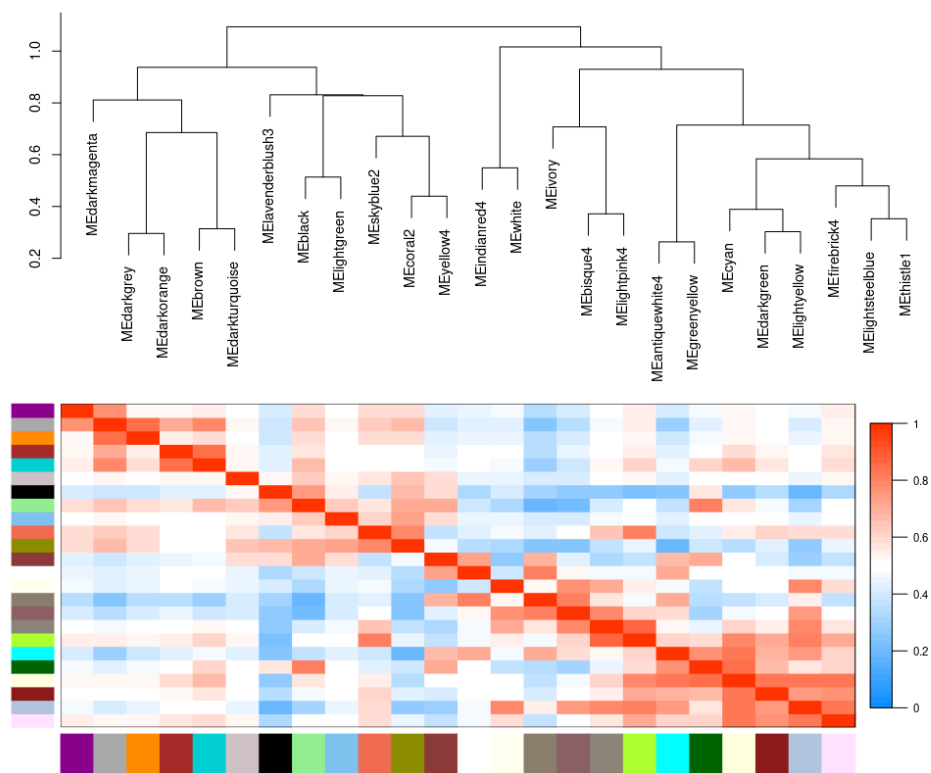 1.0
0.8
0.6
0.4
0.2
MEdarkmagenta
MEdarkgrey
MEdarkorange
MEbrown
MEdarkturquoise
MElavenderblush3
MEblack
MElightgreen
MEskyblue2
MEcoral2
MEyellow4
MEindianred4
MEwhite
MEivory
MEbisque4
MElightpink4
MEantiquewhite4
MEgreenyellow
MEcyan
MEdarkgreen
MElightyellow
MEfirebrick4
MElightsteelblue
MEthistle1
1
0.8
0.6
0.4
0.2
0